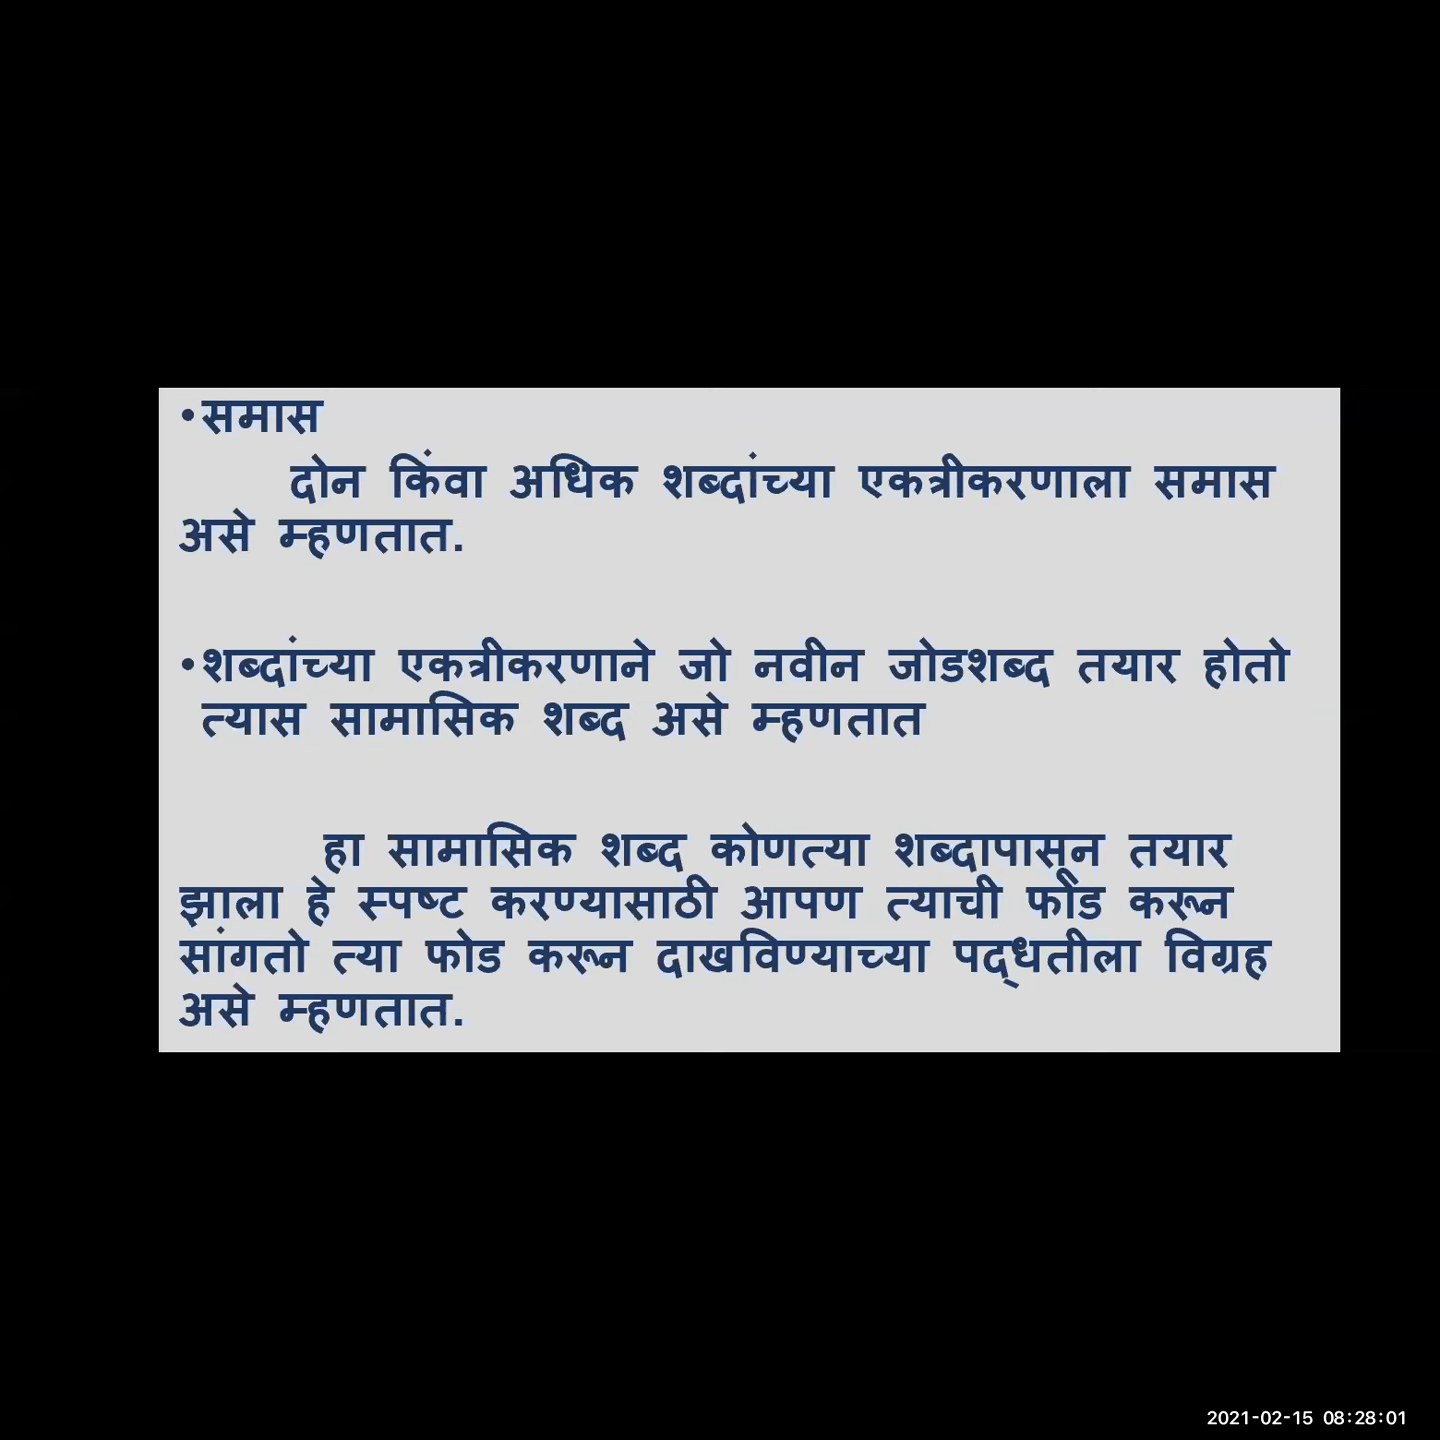 •समास
दोन किंवा अधिक शब्दांच्या एकत्रीकरणाला समास
असे म्हणतात.
•शब्दांच्या एकत्रीकरणाने जो नवीन जोडशब्द तयार होतो
त्यास सामासिक शब्द असे म्हणतात
हा सामासिक शब्द कोणत्या शब्दापासून तयार
झाला हे स्पष्ट करण्यासाठी आपण त्याची फोड करून
सांगतो त्या फोड करून दाखविण्याच्या पद्धतीला विग्रह
असे म्हणतात.
2021-02-15 08:28:01